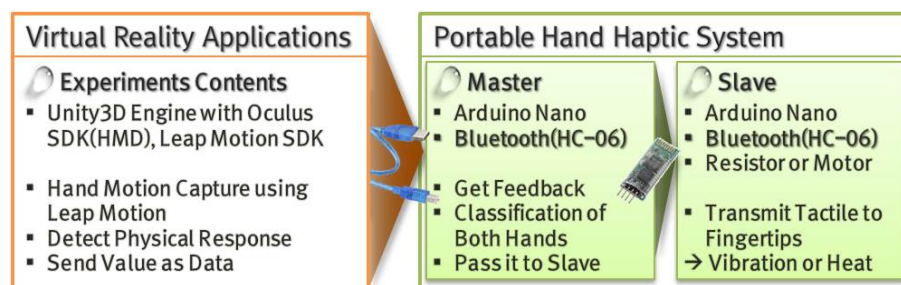 Virtual Reality Applications
Experiments Contents
▪ Unity3D Engine with Oculus
SDK(HMD), Leap Motion SDK
▪ Hand Motion Capture using
Leap Motion
▪ Detect Physical Response
▪ Send Value as Data
Portable Hand Haptic System
Master
▪ Arduino Nano
▪ Bluetooth(HC-06)
▪ Get Feedback
▪ Classification of
Both Hands
▪ Pass it to Slave
Slave
▪ Arduino Nano
▪ Bluetooth(HC-06)
▪ Resistor or Motor
▪ Transmit Tactile to
Fingertips
→ Vibration or Heat